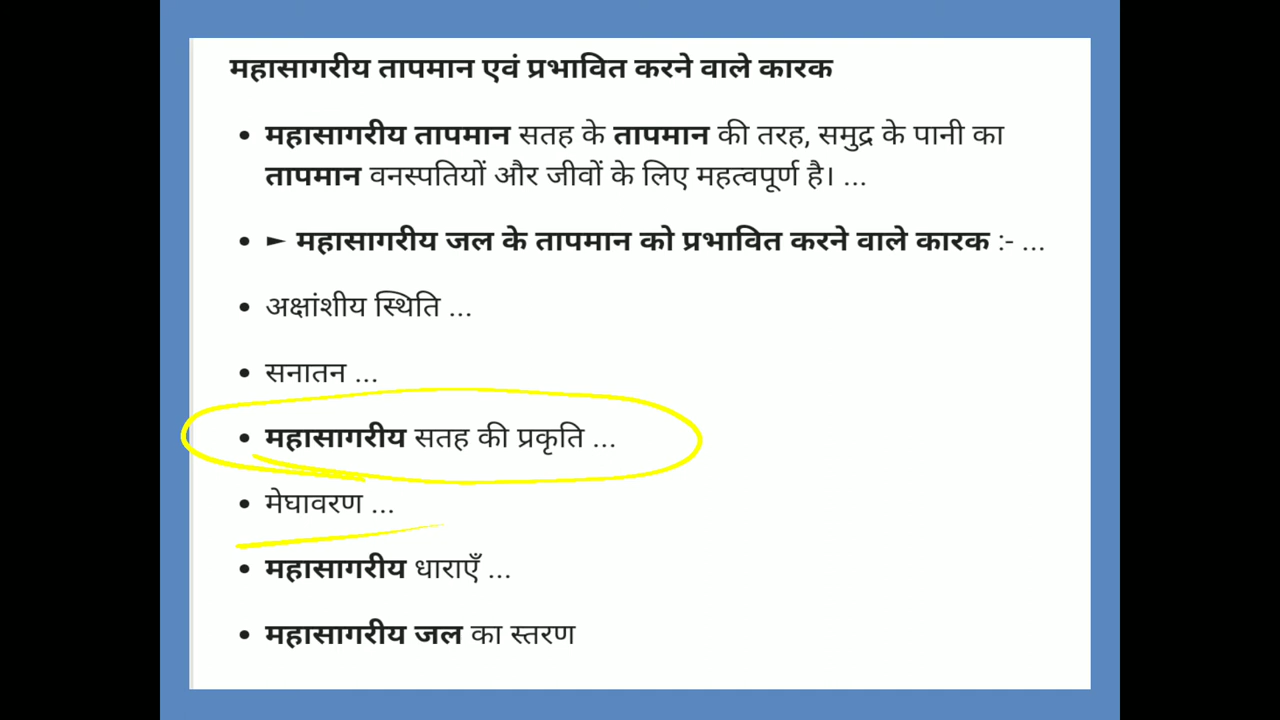 महासागरीय तापमान एवं प्रभावित करने वाले कारक
• महासागरीय तापमान सतह के तापमान की तरह, समुद्र के पानी का
तापमान वनस्पतियों और जीवों के लिए महत्वपूर्ण है। ...
• ► महासागरीय जल के तापमान को प्रभावित करने वाले कारक :- ...
• अक्षांशीय स्थिति ...
• सनातन ...
• महासागरीय सतह की प्रकृति ...
• मेघावरण ...
• महासागरीय धाराएँ ...
• महासागरीय जल का स्तरण